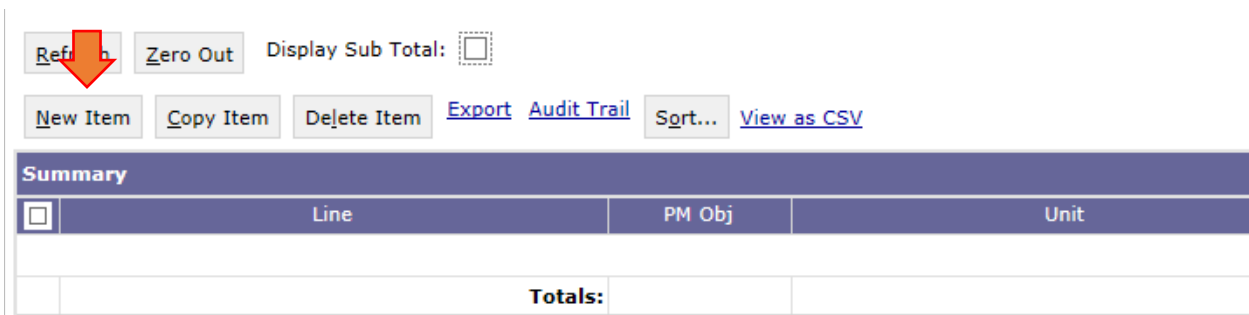 Zero Out Display Sub Total:
New Item Copy Item Delete Item Export Audit Trail Sort... View as CSV
Summary
Line PM Obj Unit
Totals: